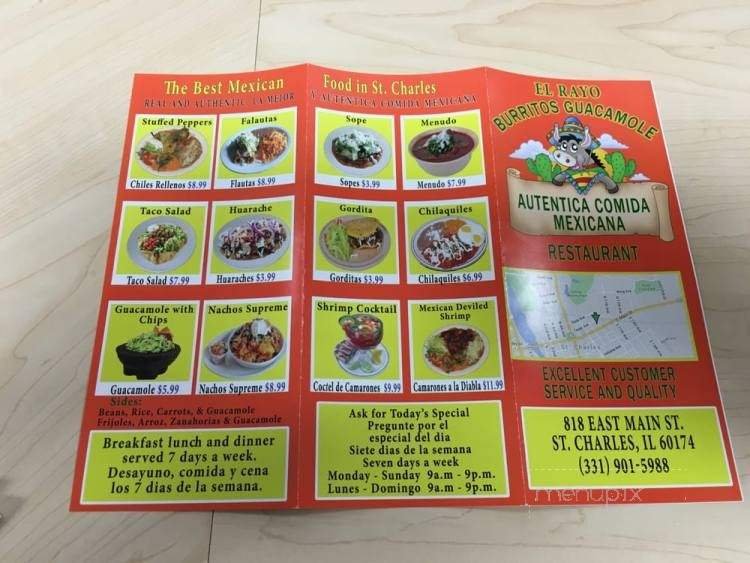 The Best Mexican
REAL AND AUTHENTIC LA MEJOR
Stuffed Peppers
Chiles Rellenos $8.99
Falautas
Flautas $8.99
Taco Salad
Taco Salad $7.99
Huarache
Huaraches $3.99
Guacamole with
Chips
Guacamole $5.99
Nachos Supreme
Nachos Supreme $8.99
Sides:
Beans, Rice, Carrots, & Guacamole
Frijoles, Arroz, Zanahorias & Guacamole
Breakfast lunch and dinner
served 7 days a week.
Desayuno, comida y cena
los 7 dias de la semana.
Food in St. Charles
Y AUTENTICA COMIDA MEXICANA
Sope
Sopes $3.99
Menudo
Menudo $7.99
Gordita
Gorditas $3.99
Chilaquiles
Chilaquiles $6.99
Shrimp Cocktail
Coctel de Camarones $9.99
Mexican Deviled
Shrimp
Camarones a la Diabla $11.99
Ask for Today's Special
Pregunte por el
especial del dia
Siete dias de la semana
Seven days a week
Monday - Sunday 9a.m - 9p.m.
Lunes - Domingo 9a.m - 9p.m.
EL RAYO
BURRITOS GUACAMOLE
AUTENTICA COMIDA
MEXICANA
RESTAURANT
St Charles
EXCELLENT CUSTOMER
SERVICE AND QUALITY
818 EAST MAIN ST.
ST. CHARLES, IL 60174
(331) 901-5988
menupix